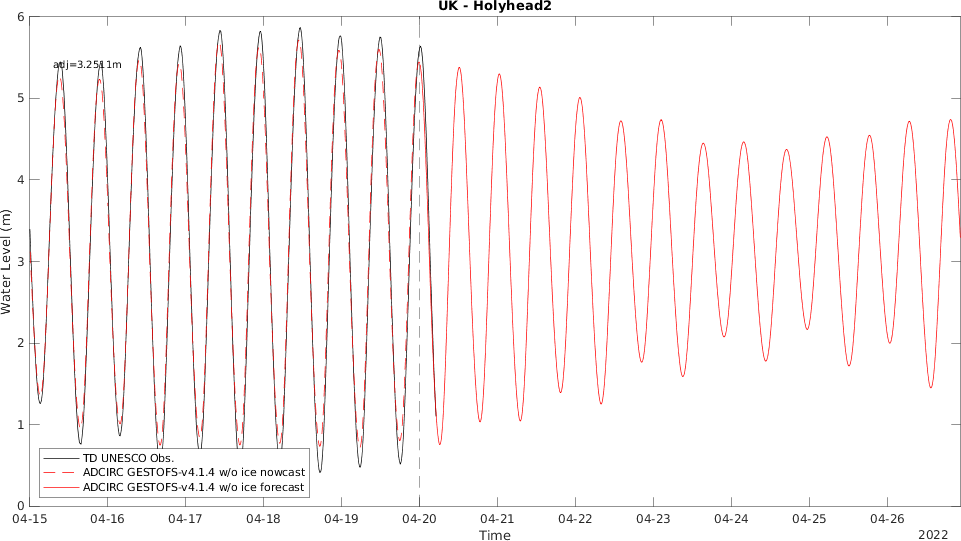 UK - Holyhead2
6
5
4
3
2
1
0
Water Level (m)
adj=3.2511m
TD UNESCO Obs.
ADCIRC GESTOFS-v4.1.4 w/o ice nowcast
ADCIRC GESTOFS-v4.1.4 w/o ice forecast
04-15 04-16 04-17 04-18 04-19 04-20 04-21 04-22 04-23 04-24 04-25 04-26
Time
2022